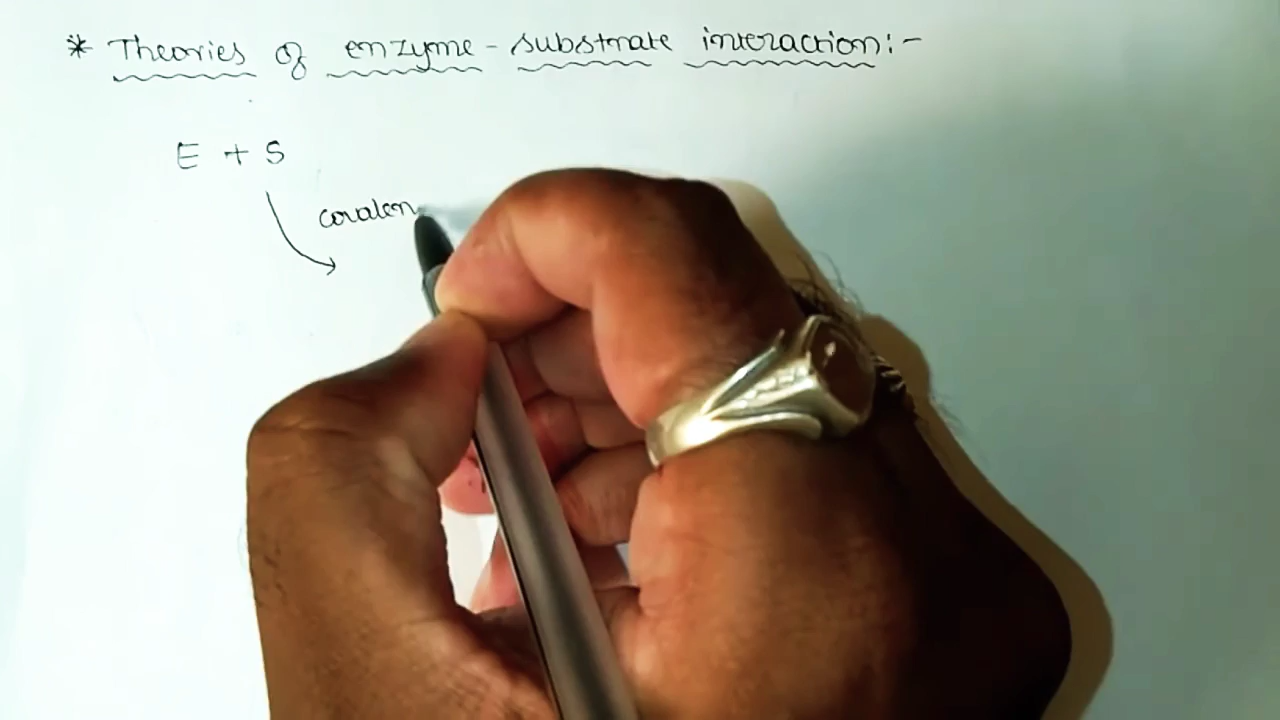 * Theories of enzyme - substrate interaction:-
E + S
covalen